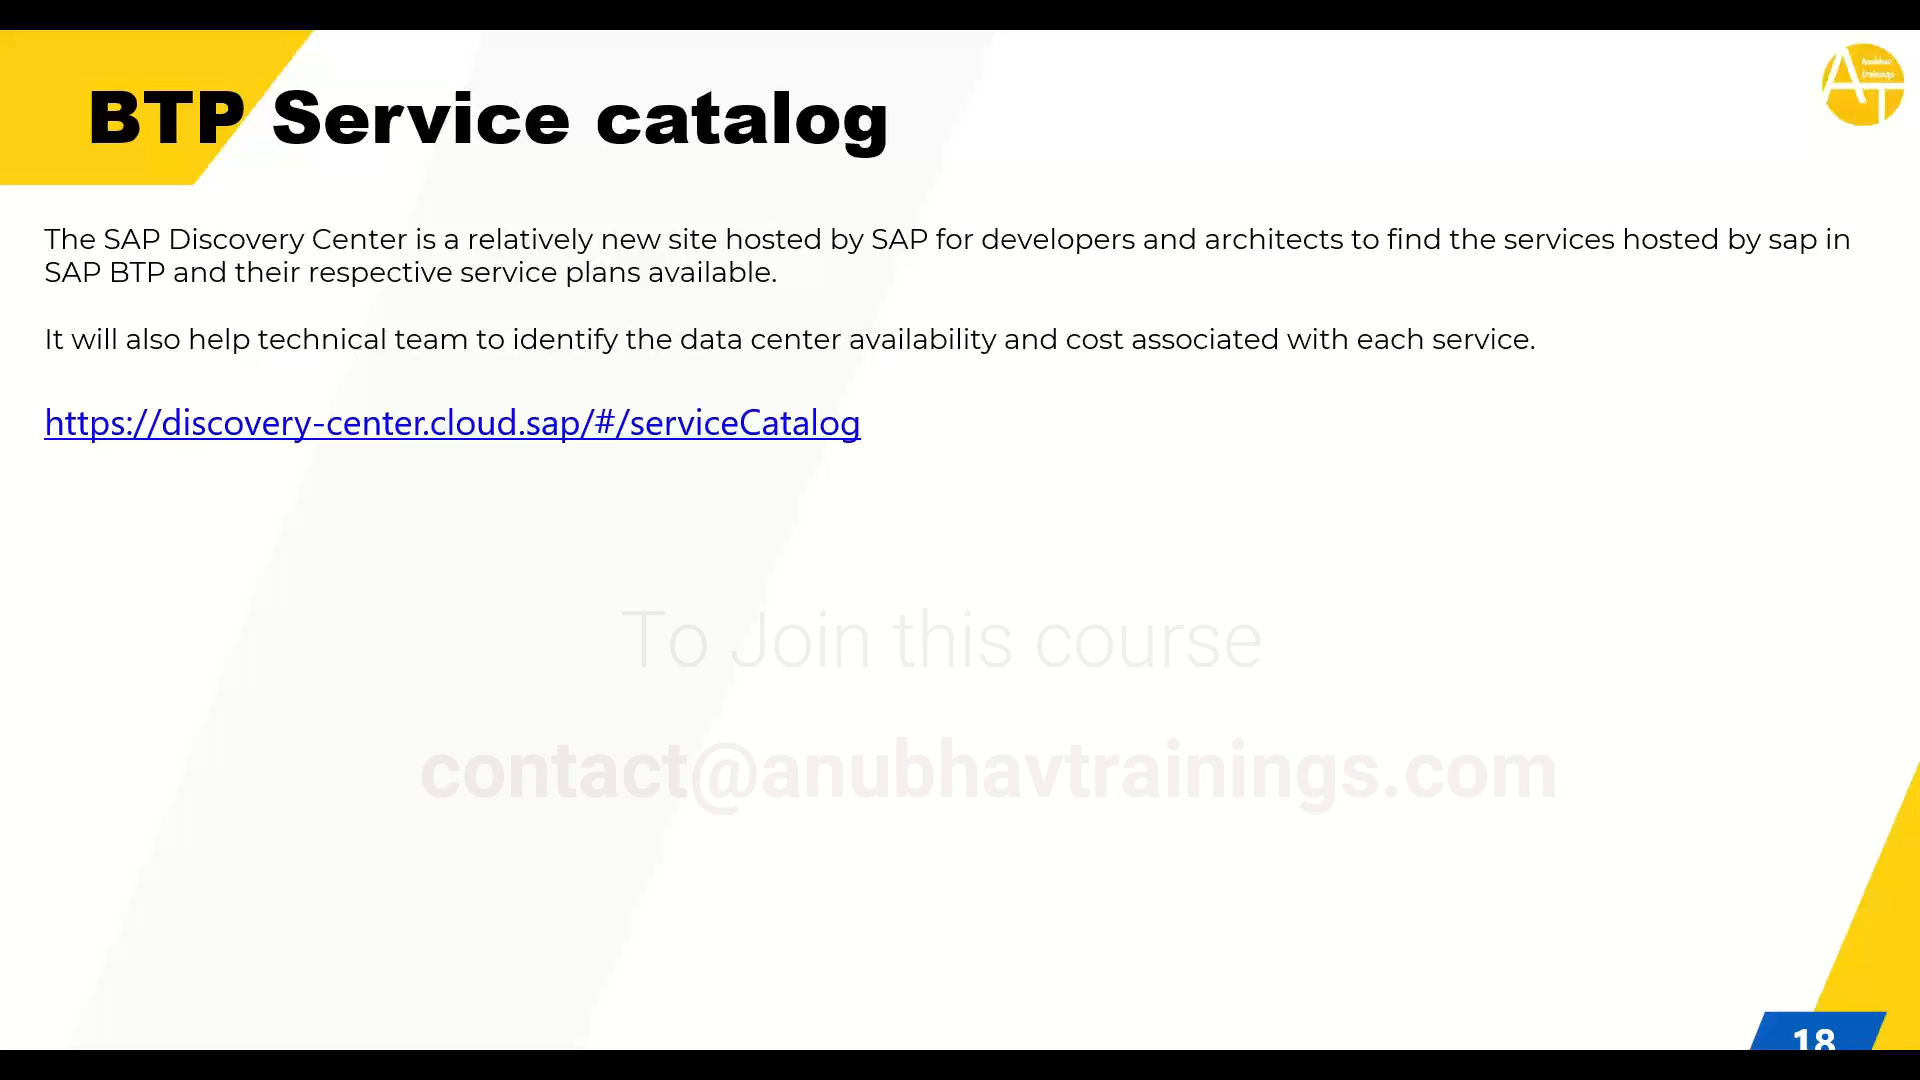 Anubhav
trainings
AT
BTP Service catalog
The SAP Discovery Center is a relatively new site hosted by SAP for developers and architects to find the services hosted by sap in
SAP BTP and their respective service plans available.
It will also help technical team to identify the data center availability and cost associated with each service.
https://discovery-center.cloud.sap/#/serviceCatalog
To Join this course
contact@anubhavtrainings.com
18